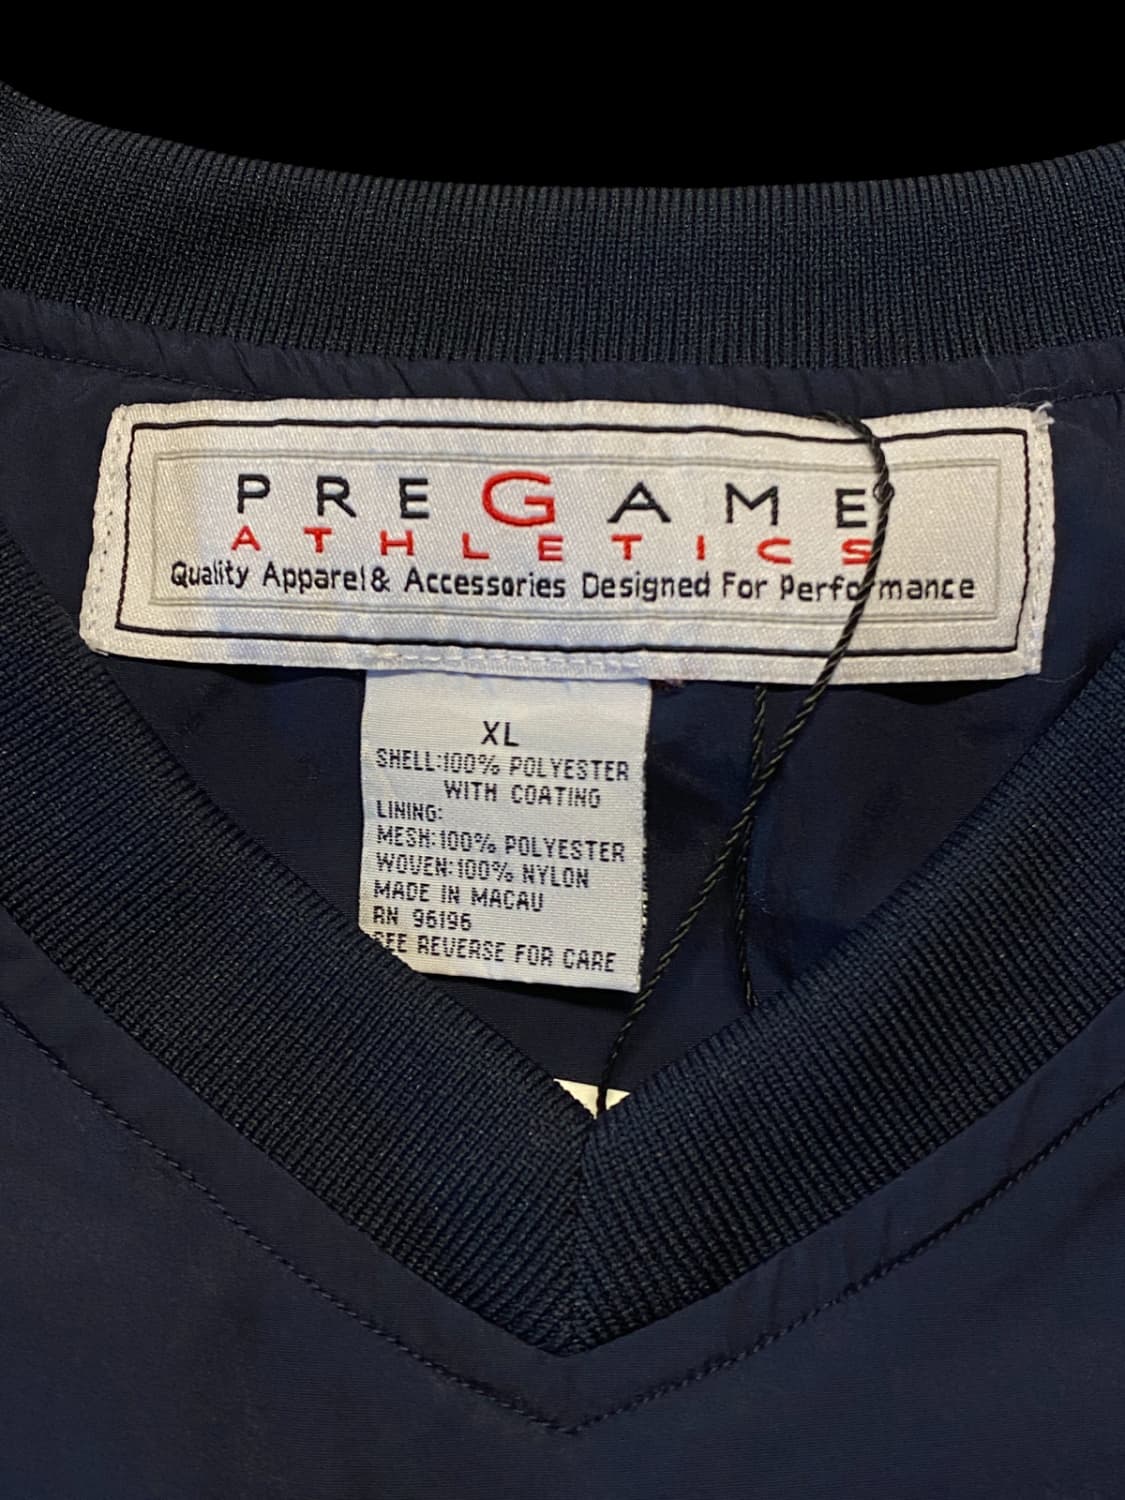 PREGAME
ATHLETICS
Quality Apparel & Accessories Designed For Performance
XL
SHELL:100% POLYESTER
WITH COATING
LINING:
MESH:100% POLYESTER
WOVEN:100% NYLON
MADE IN MACAU
RN 96196
SEE REVERSE FOR CARE